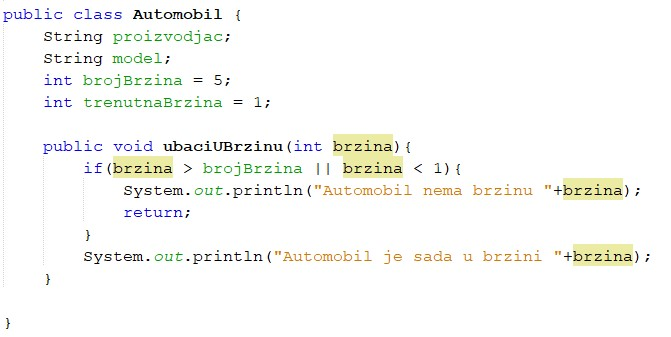 public class Automobil {
    String proizvodjac;
    String model;
    int brojBrzina = 5;
    int trenutnaBrzina = 1;

    public void ubaciUBrzinu(int brzina){
        if(brzina > brojBrzina || brzina < 1){
            System.out.println("Automobil nema brzinu "+brzina);
            return;
        }
        System.out.println("Automobil je sada u brzini "+brzina);
    }

}